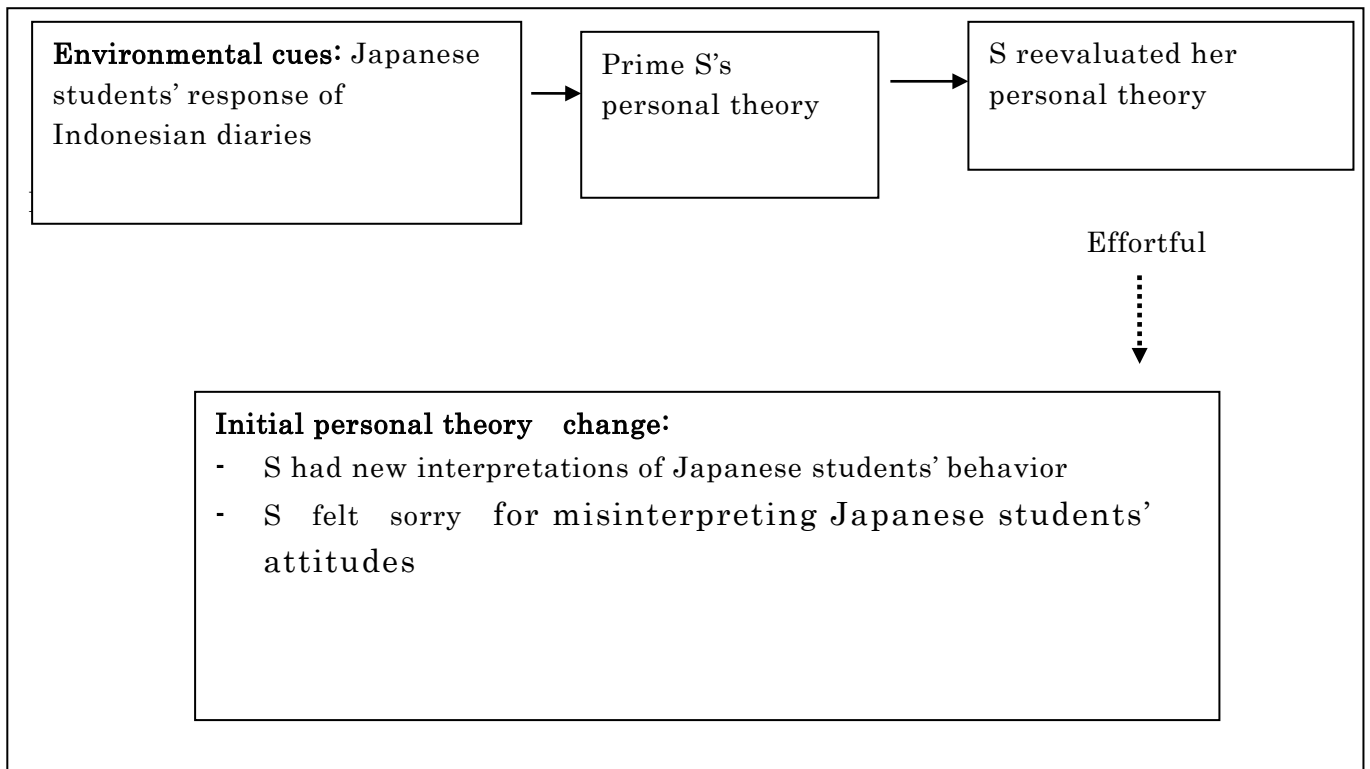 Environmental cues: Japanese
students’ response of
Indonesian diaries
Prime S’s
personal theory
S reevaluated her
personal theory
Effortful
Initial personal theory change:
- S had new interpretations of Japanese students’ behavior
- S felt sorry for misinterpreting Japanese students’
attitudes